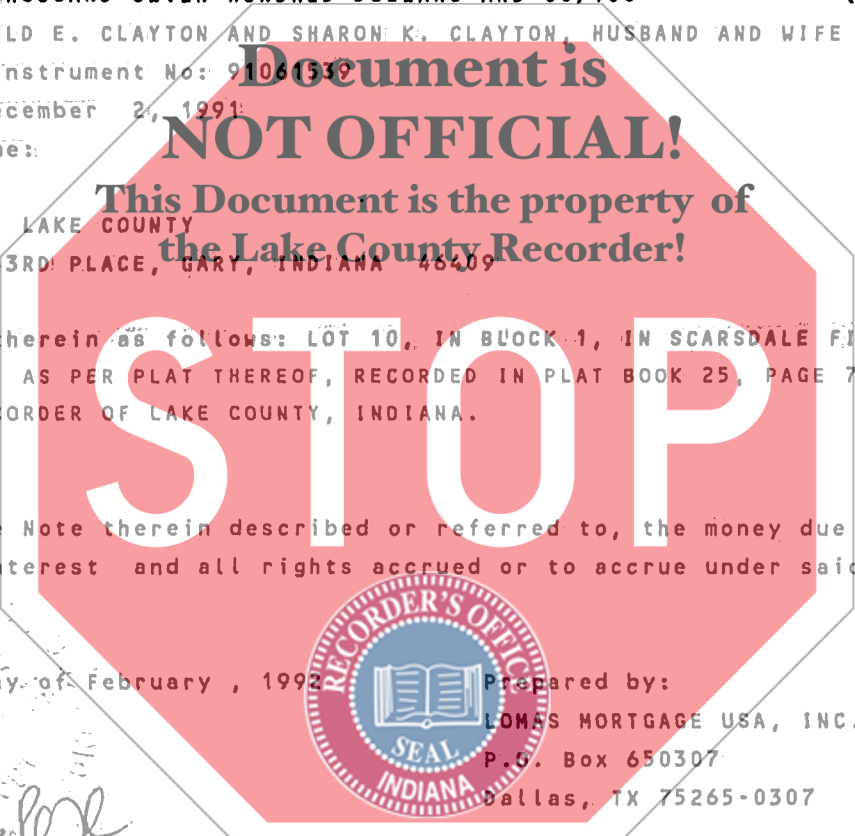 HUNDRED DOLLARS AND
LD E. CLAYTON AND SHARON K. CLAYTON, HUSBAND AND WIFE
nstrument No: 91061539
Document is
cember 2, 1991
NOT OFFICIAL!
e:
This Document is the property of
LAKE COUNTY
the Lake County Recorder!
3RD PLACE, GARY, INDIANA 46409
herein as follows: LOT 10, IN BLOCK 1, IN SCARSDALE FI
AS PER PLAT THEREOF, RECORDED IN PLAT BOOK 25, PAGE 7
ORDER OF LAKE COUNTY, INDIANA.
STOP
Note therein described or referred to, the money due
terest and all rights accrued or to accrue under said
RECORDER'S OFFICE
y of February , 1992
Prepared by:
LOMAS MORTGAGE USA, INC.
SEAL
P.O. Box 650307
INDIANA
Dallas, TX 75265-0307